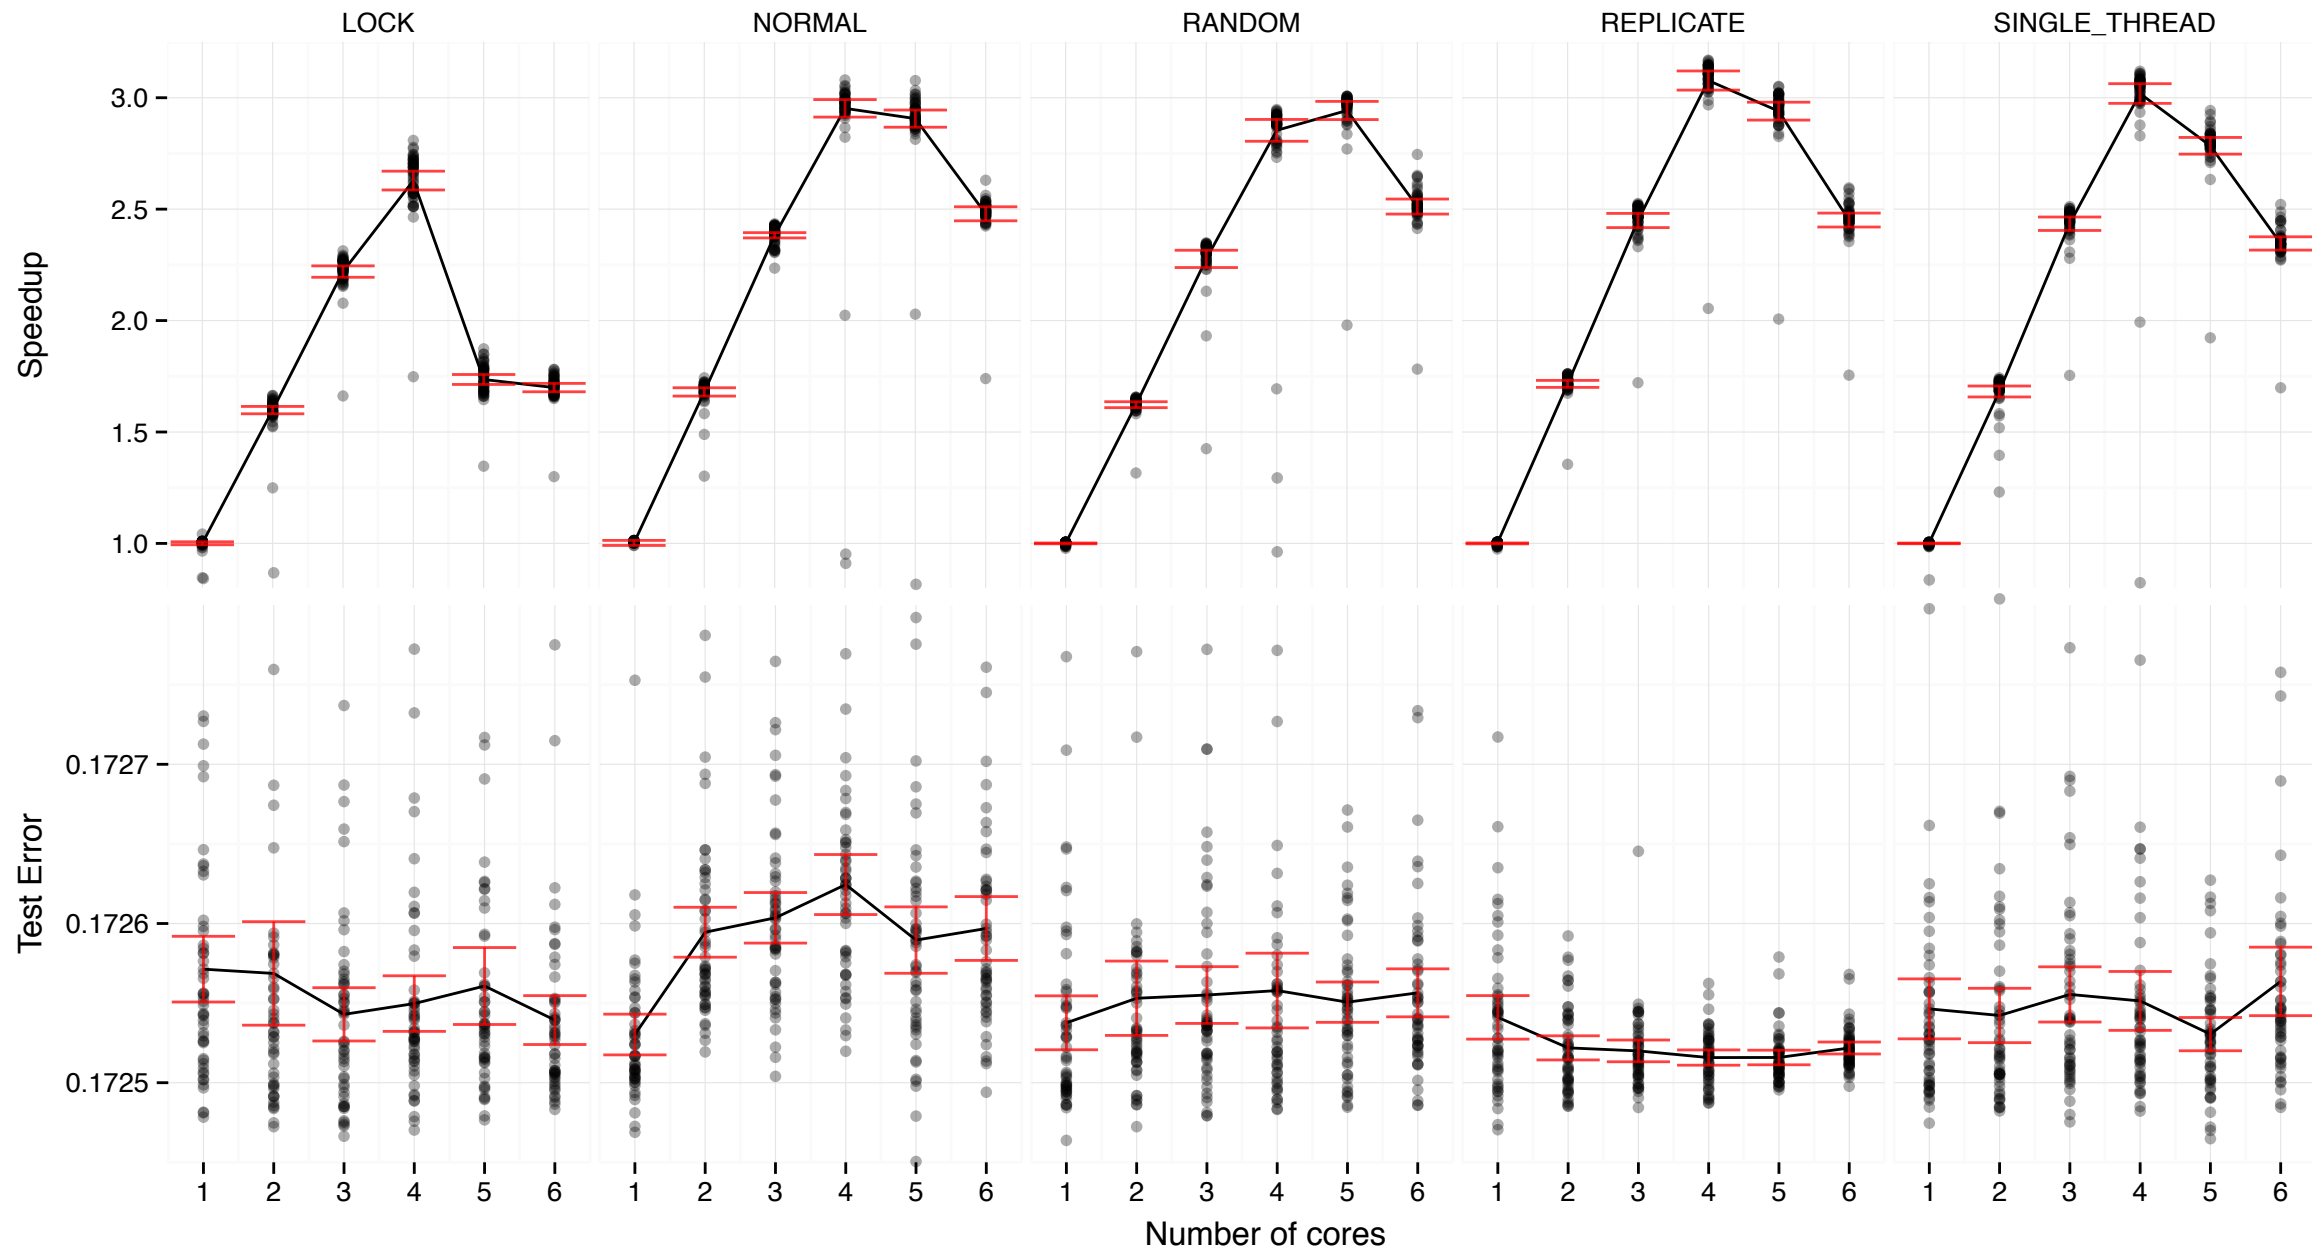 LOCK NORMAL RANDOM REPLICATE SINGLE_THREAD
Speedup
3.0
2.5
2.0
1.5
1.0
Test Error
0.1727
0.1726
0.1725
1 2 3 4 5 6 1 2 3 4 5 6 1 2 3 4 5 6 1 2 3 4 5 6 1 2 3 4 5 6
Number of cores